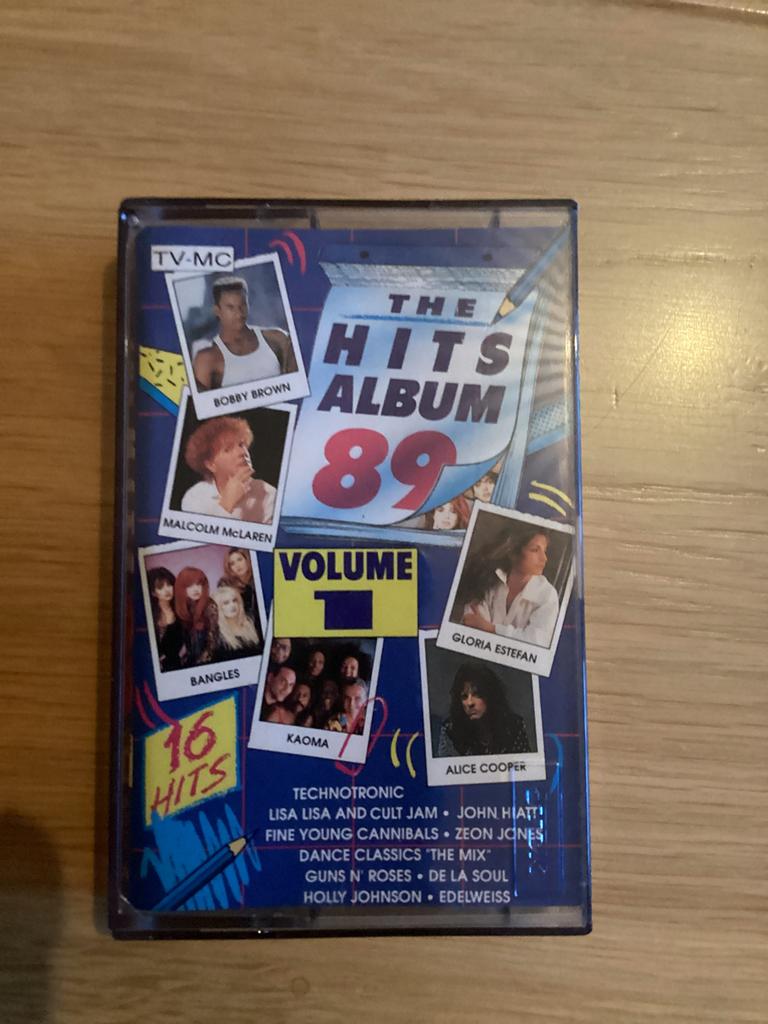 TV-MC
THE
HITS
ALBUM
89
BOBBY BROWN
MALCOLM McLAREN
VOLUME
1
GLORIA ESTEFAN
BANGLES
KAOMA
ALICE COOPER
16
HITS
TECHNOTRONIC
LISA LISA AND CULT JAM • JOHN HIATT
FINE YOUNG CANNIBALS • ZEON JONES
DANCE CLASSICS "THE MIX"
GUNS N' ROSES • DE LA SOUL
HOLLY JOHNSON • EDELWEISS